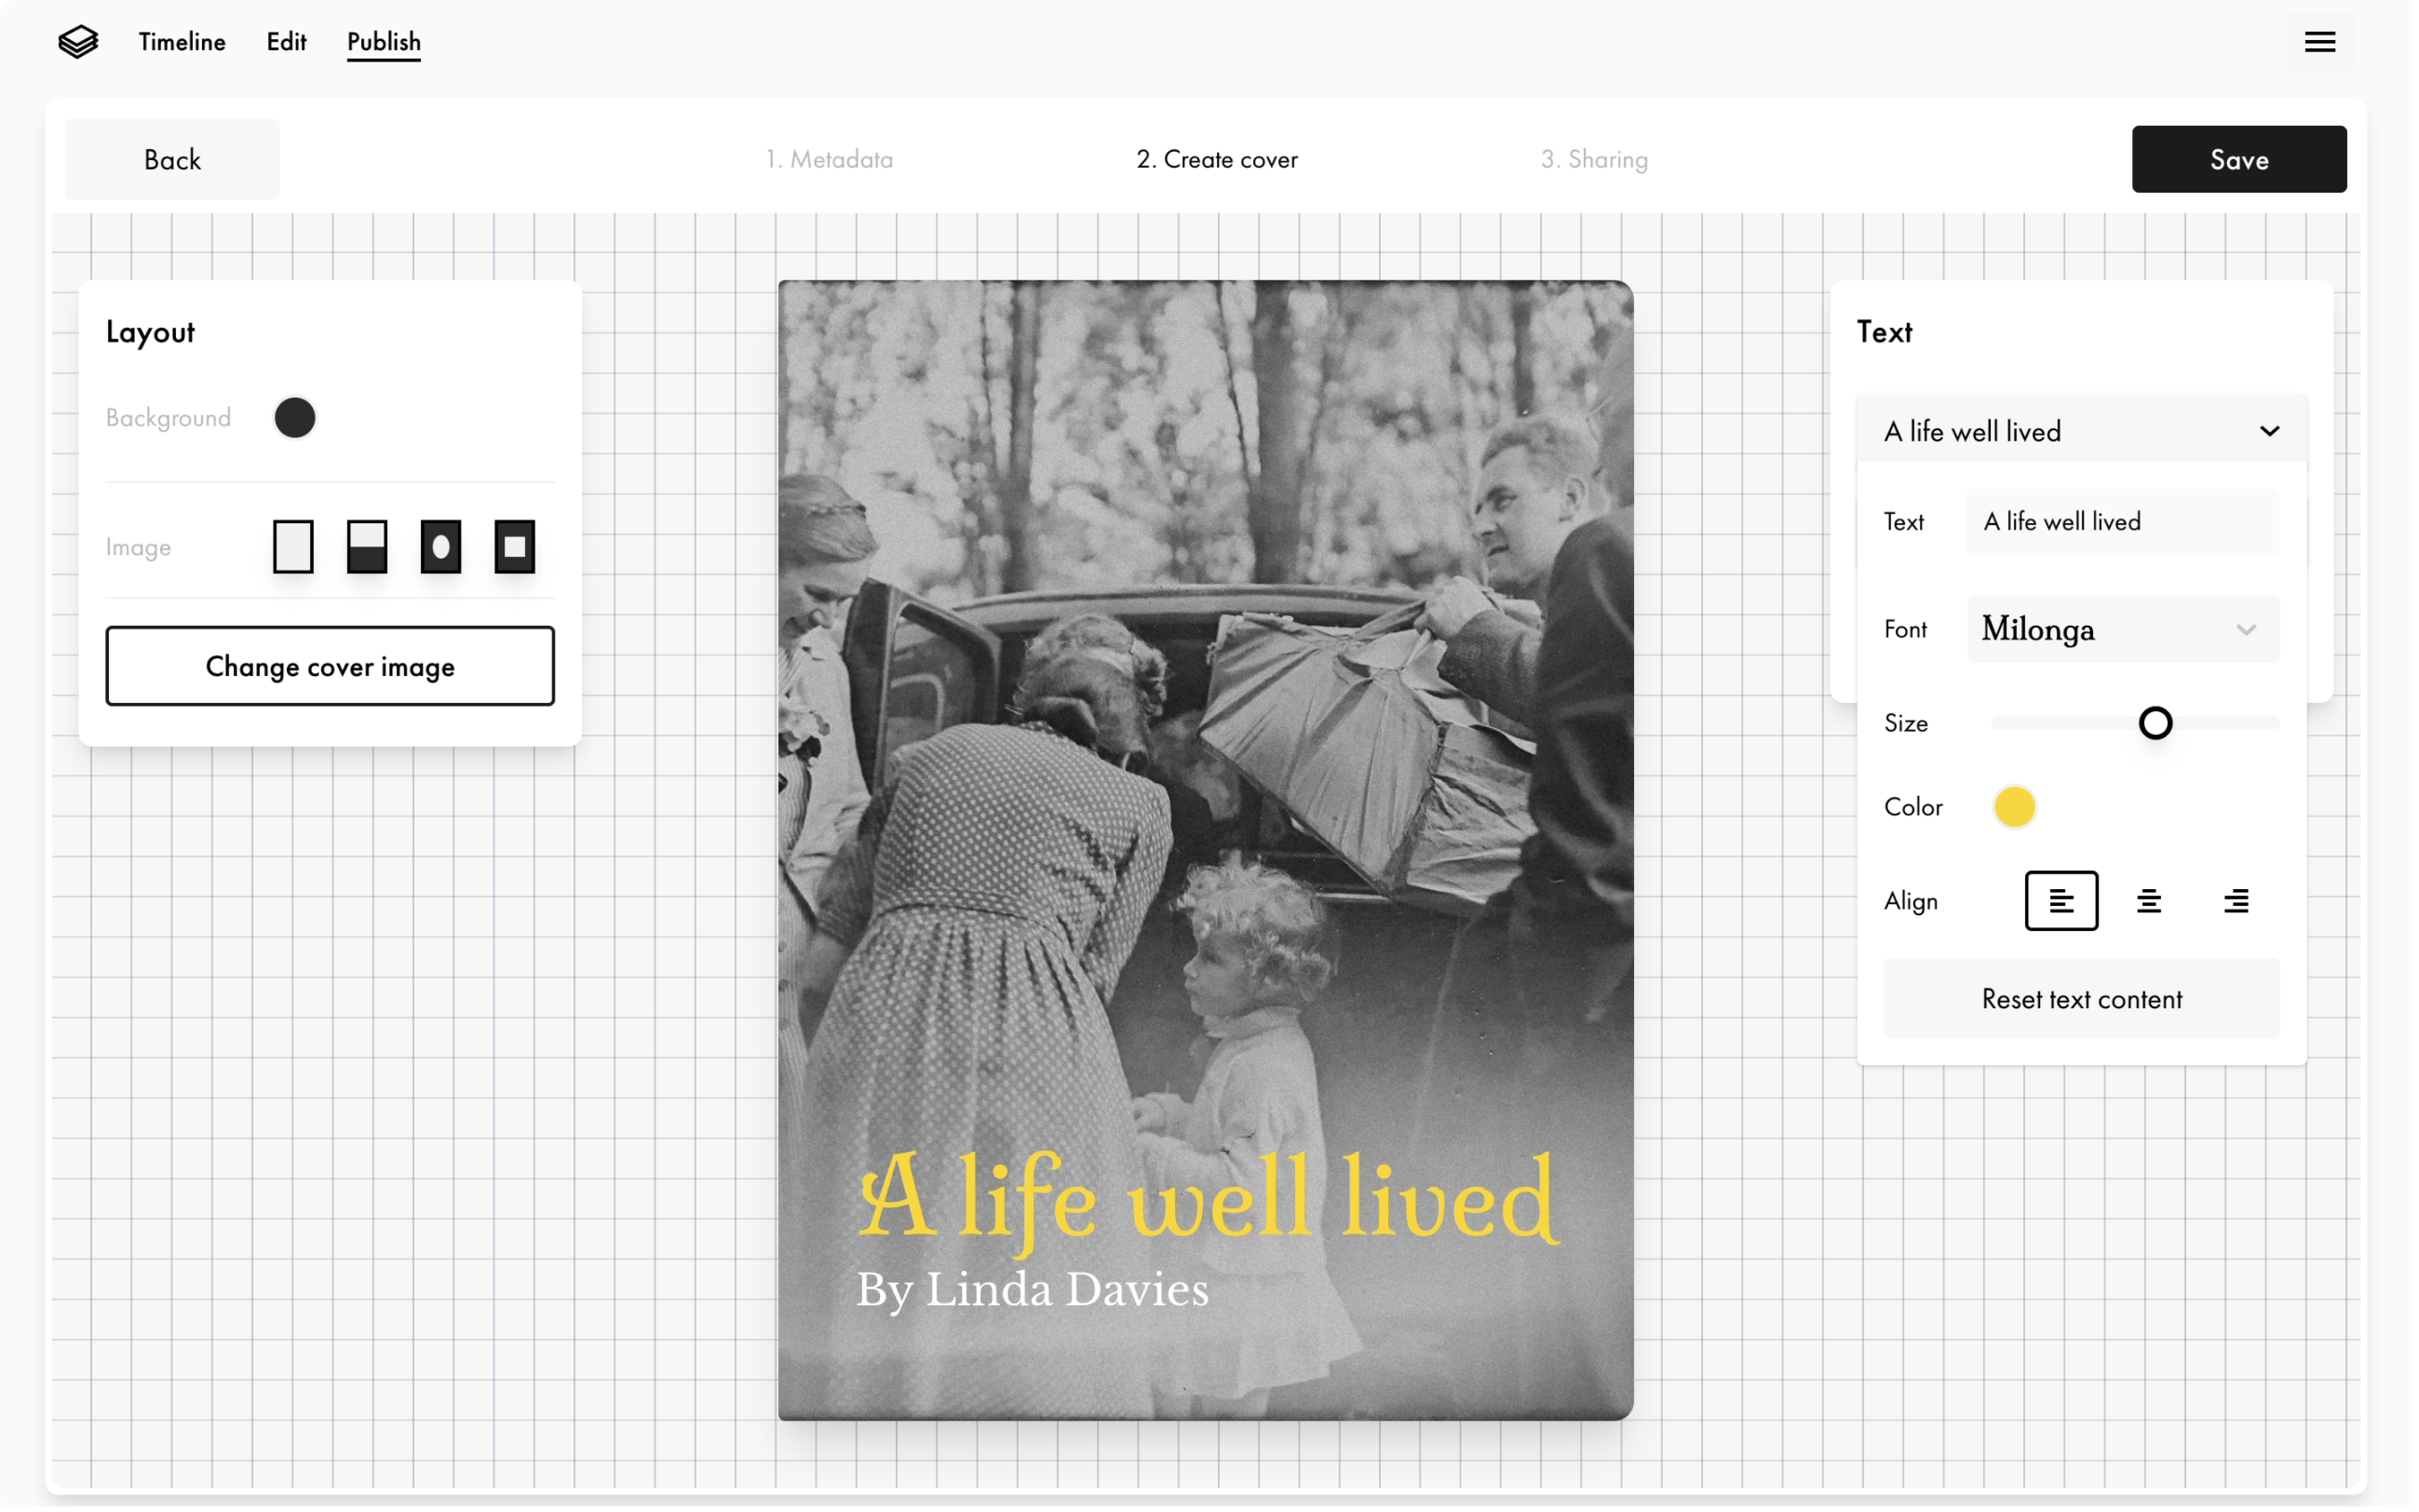 Timeline Edit Publish
Back 1. Metadata 2. Create cover 3. Sharing Save
Layout
Background
Image
Change cover image
A life well lived
By Linda Davies
Text
A life well lived
Text A life well lived
Font Milonga
Size
Color
Align
Reset text content